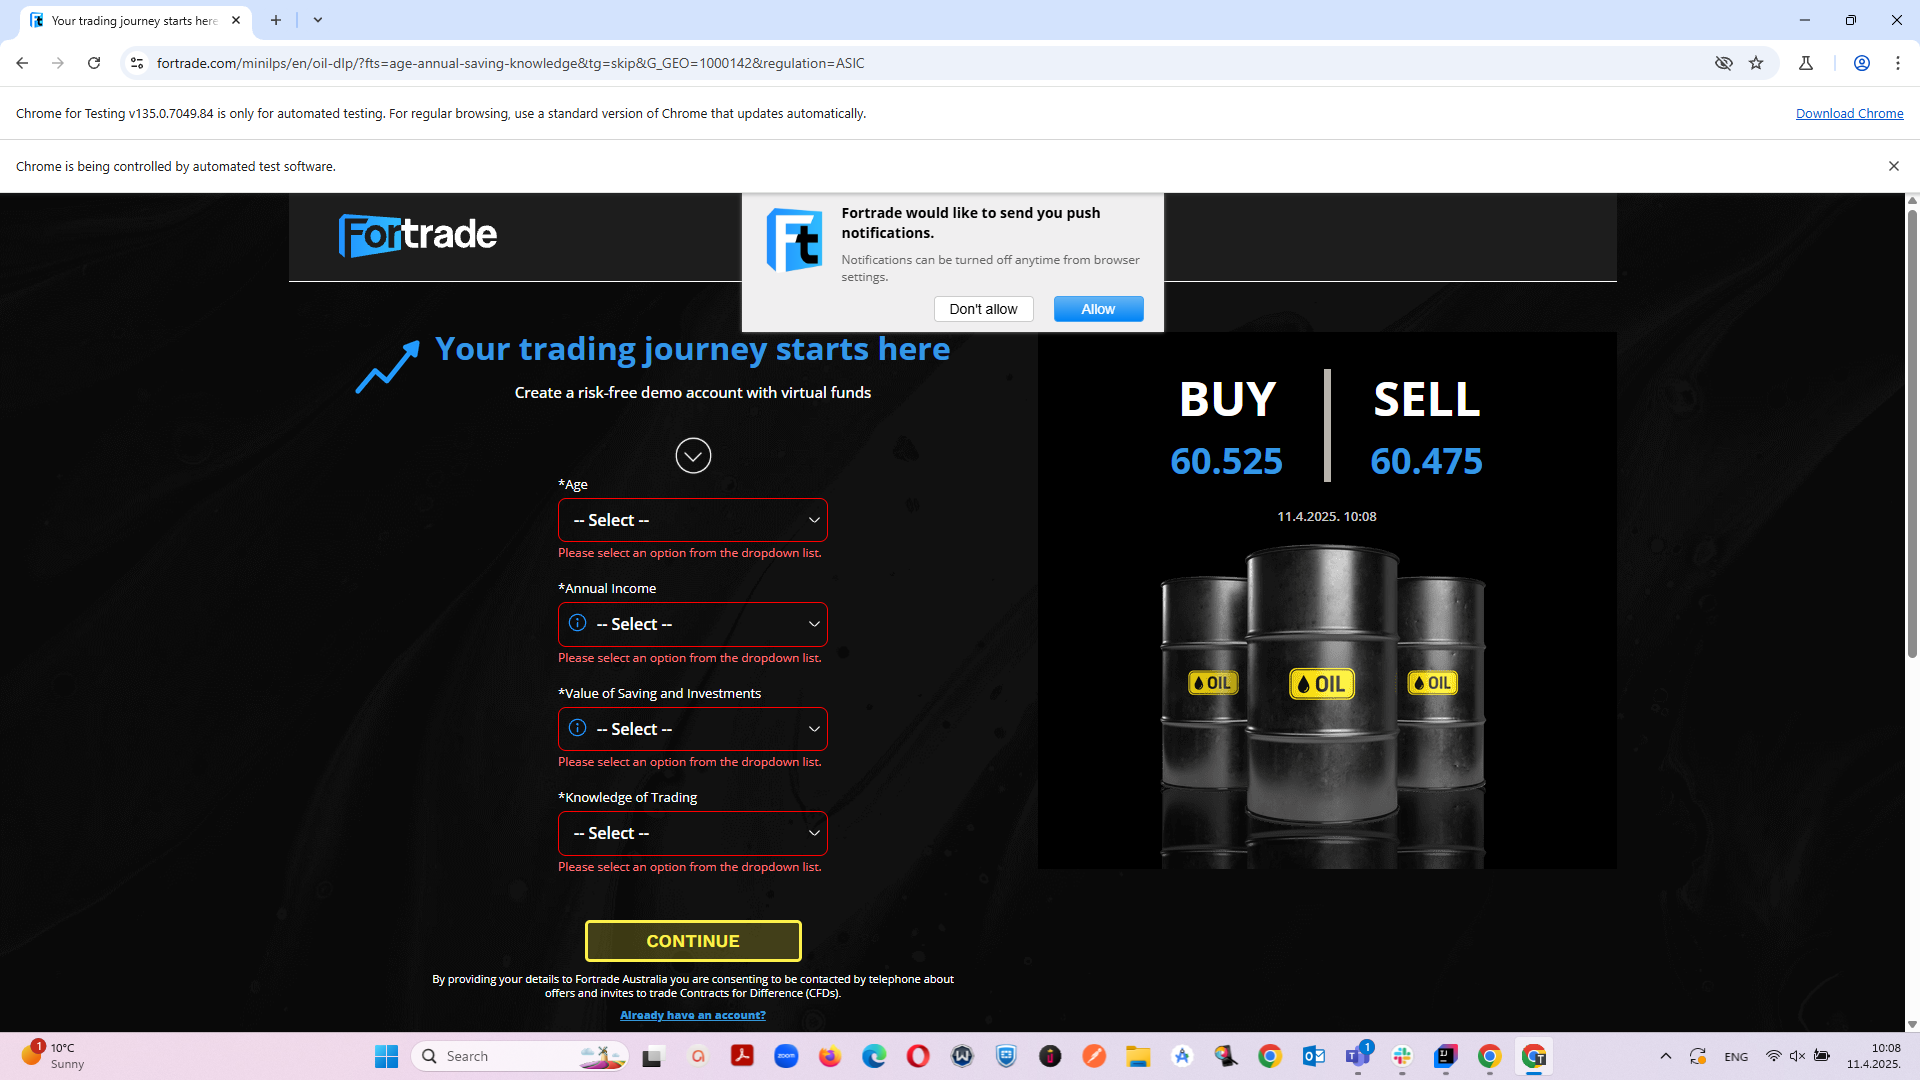 Your trading journey starts here
fortrade.com/minilps/en/oil-dlp/?fts=age-annual-saving-knowledge&tg=skip&G_GEO=1000142&regulation=ASIC
Chrome for Testing v135.0.7049.84 is only for automated testing. For regular browsing, use a standard version of Chrome that updates automatically.
Download Chrome
Chrome is being controlled by automated test software.
Fortrade
Ft
Fortrade would like to send you push
notifications.
Notifications can be turned off anytime from browser
settings.
Don't allow
Allow
Your trading journey starts here
Create a risk-free demo account with virtual funds
*Age
-- Select --
Please select an option from the dropdown list.
*Annual Income
-- Select --
Please select an option from the dropdown list.
*Value of Saving and Investments
-- Select --
Please select an option from the dropdown list.
*Knowledge of Trading
-- Select --
Please select an option from the dropdown list.
CONTINUE
By providing your details to Fortrade Australia you are consenting to be contacted by telephone about
offers and invites to trade Contracts for Difference (CFDs).
Already have an account?
BUY
SELL
60.525
60.475
11.4.2025. 10:08
OIL
OIL
OIL
1
10°C
Sunny
Search
zoom
1
ENG
10:08
11.4.2025.